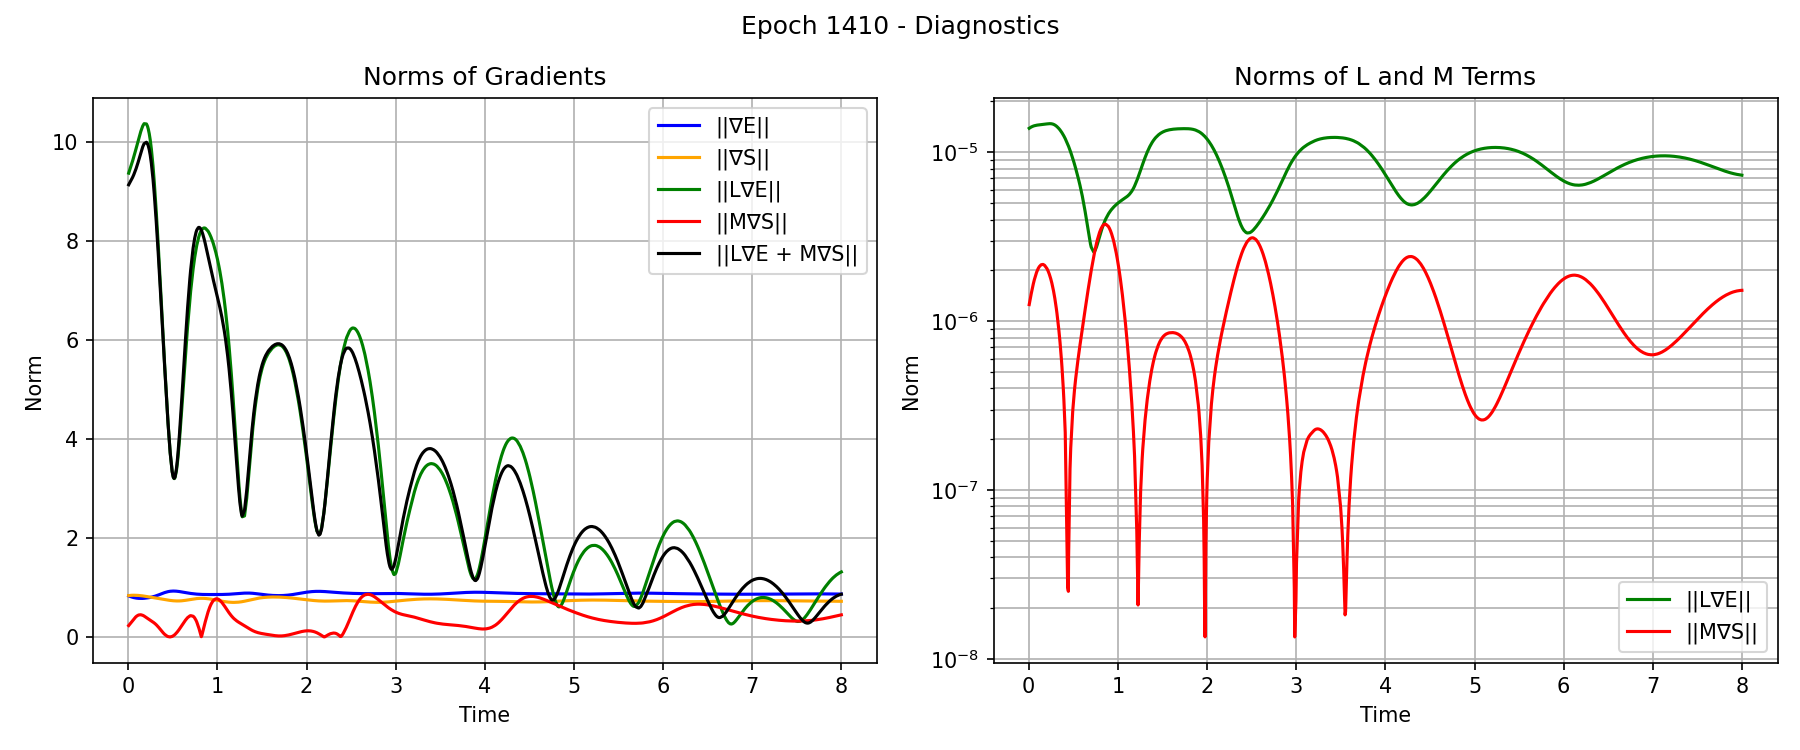 Epoch 1410 - Diagnostics
Norms of Gradients
Norm
10
8
6
4
2
0
0 1 2 3 4 5 6 7 8
Time
||∇E||
||∇S||
||L∇E||
||M∇S||
||L∇E + M∇S||
Norms of L and M Terms
Norm
10⁻⁵
10⁻⁶
10⁻⁷
10⁻⁸
0 1 2 3 4 5 6 7 8
Time
||L∇E||
||M∇S||